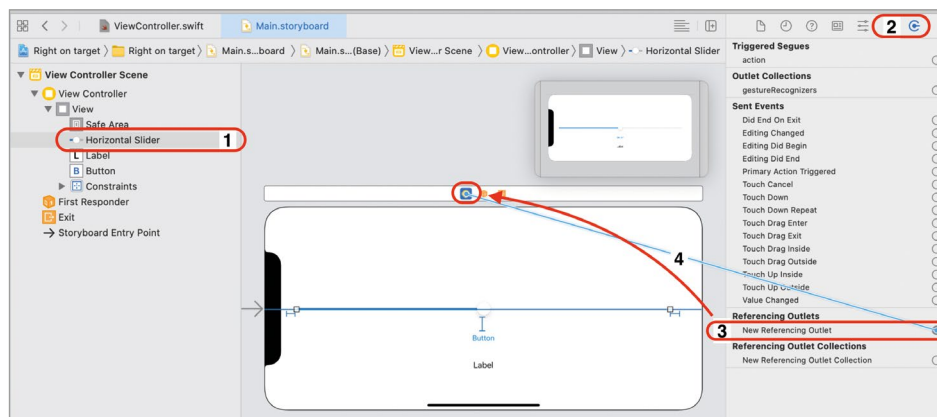 ViewController.swift
Main.storyboard
Right on target
Right on target
Main.s...board
Main.s...(Base)
View...r Scene
View...ontroller
View
Horizontal Slider
View Controller Scene
View Controller
View
Safe Area
Horizontal Slider
1
L Label
B Button
Constraints
First Responder
Exit
Storyboard Entry Point
Button
Label
4
2
Triggered Segues
action
Outlet Collections
gestureRecognizers
Sent Events
Did End On Exit
Editing Changed
Editing Did Begin
Editing Did End
Primary Action Triggered
Touch Cancel
Touch Down
Touch Down Repeat
Touch Drag Enter
Touch Drag Exit
Touch Drag Inside
Touch Drag Outside
Touch Up Inside
Touch Up Outside
Value Changed
Referencing Outlets
3 New Referencing Outlet
Referencing Outlet Collections
New Referencing Outlet Collection